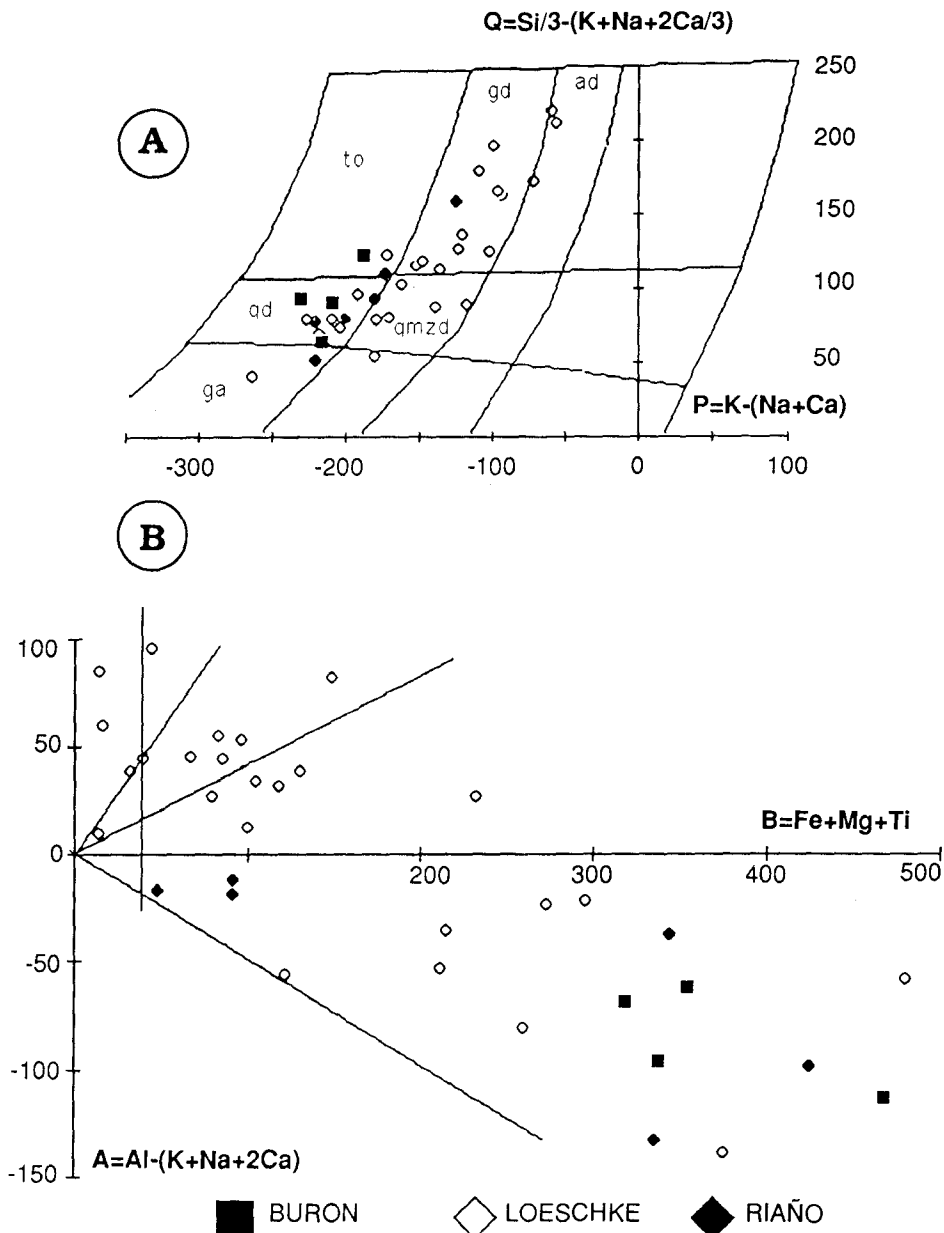 Q=Si/3-(K+Na+2Ca/3)
250
gd
ad
A
to
200
150
100
qd
qmzd
50
ga
P=K-(Na+Ca)
-300
-200
-100
0
100
B
100
50
B=Fe+Mg+Ti
0
200
300
400
500
-50
-100
A=Al-(K+Na+2Ca)
-150
BURON
LOESCHKE
RIAÑO